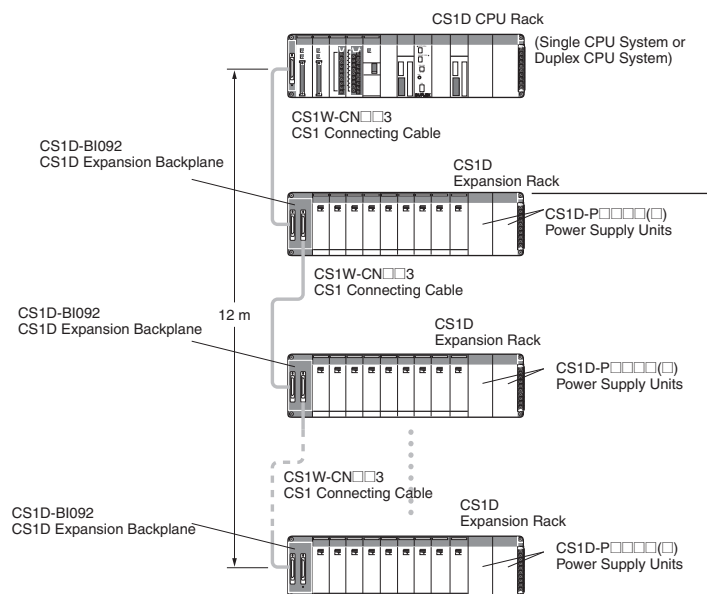 CS1D CPU Rack
(Single CPU System or
Duplex CPU System)
CS1W-CN□□3
CS1 Connecting Cable
CS1D-BI092
CS1D Expansion Backplane
CS1D
Expansion Rack
CS1D-P□□□□(□)
Power Supply Units
CS1W-CN□□3
CS1 Connecting Cable
CS1D-BI092
CS1D Expansion Backplane
12 m
CS1D
Expansion Rack
CS1D-P□□□□(□)
Power Supply Units
CS1W-CN□□3
CS1 Connecting Cable
CS1D-BI092
CS1D Expansion Backplane
CS1D
Expansion Rack
CS1D-P□□□□(□)
Power Supply Units